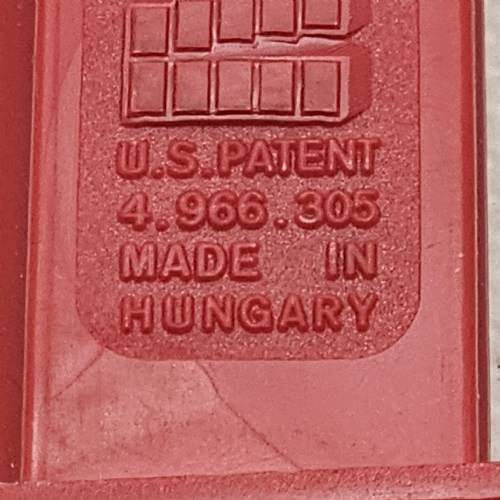 U.S.PATENT
4.966.305
MADE IN
HUNGARY